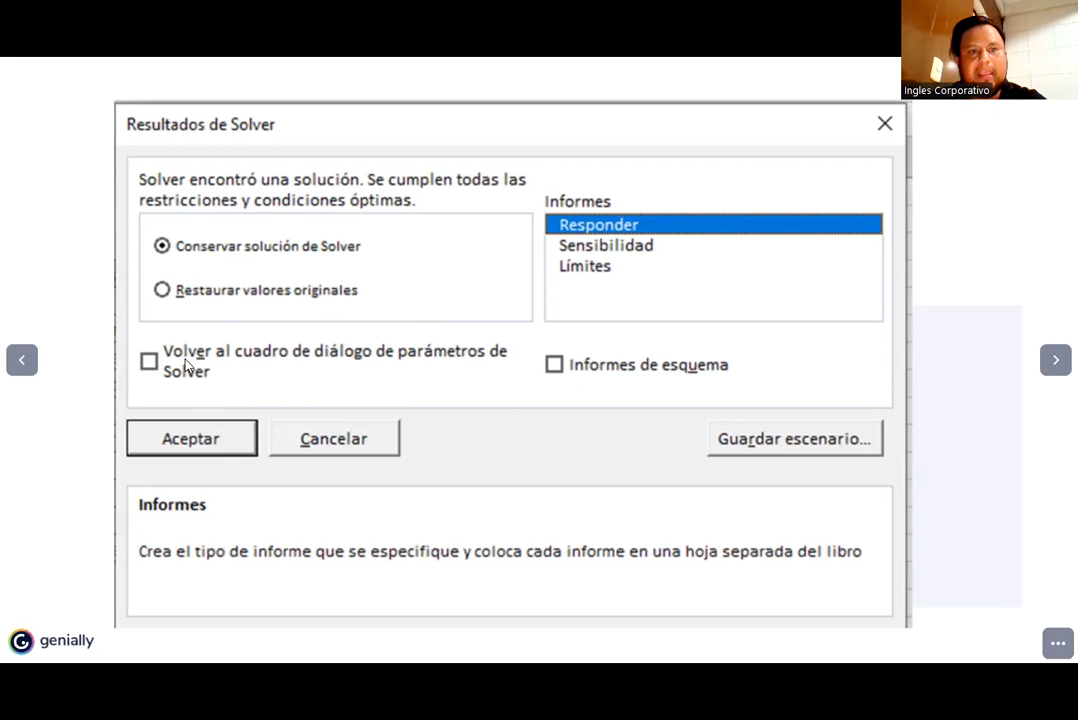 Ingles Corporativo
Resultados de Solver
Solver encontró una solución. Se cumplen todas las
restricciones y condiciones óptimas.
Conservar solución de Solver
Restaurar valores originales
Informes
Responder
Sensibilidad
Límites
Volver al cuadro de diálogo de parámetros de
Solver
Informes de esquema
Aceptar
Cancelar
Guardar escenario...
Informes
Crea el tipo de informe que se especifique y coloca cada informe en una hoja separada del libro
genially